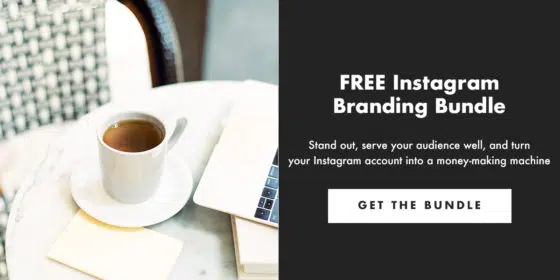 FREE Instagram
Branding Bundle
Stand out, serve your audience well, and turn
your Instagram account into a money-making machine
GET THE BUNDLE